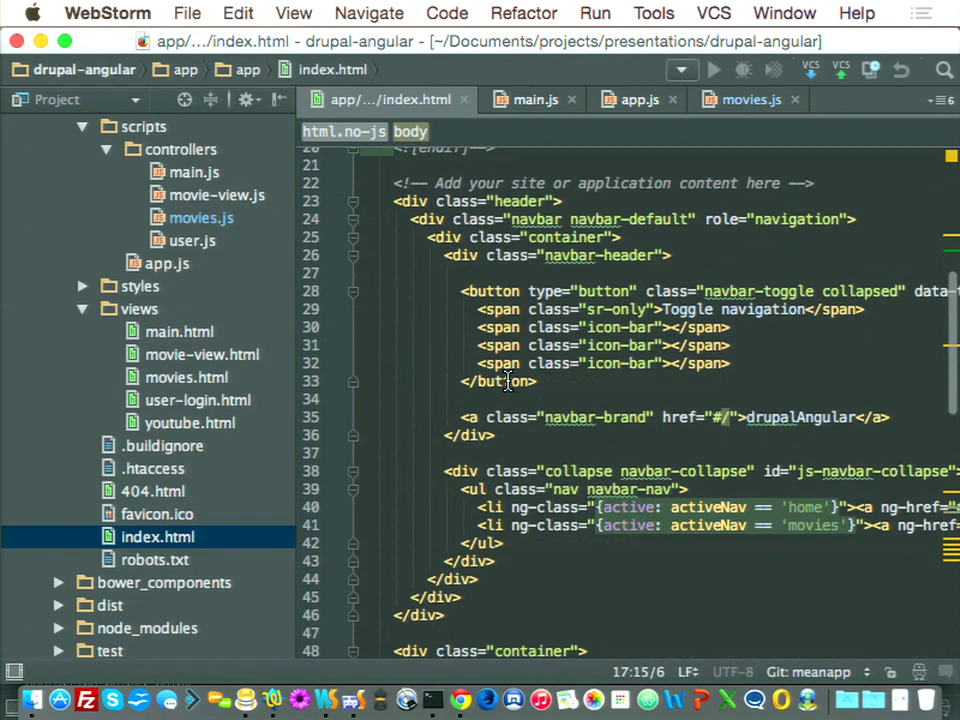 WebStorm File Edit View Navigate Code Refactor Run Tools VCS Window Help
app/.../index.html - drupal-angular - [~/Documents/projects/presentations/drupal-angular]
drupal-angular app app index.html VCS VCS
Project app/.../index.html main.js app.js movies.js 6
html.no-js body
scripts
controllers
main.js
movie-view.js
movies.js
user.js
app.js
styles
views
main.html
movie-view.html
movies.html
user-login.html
youtube.html
.buildignore
.htaccess
404.html
favicon.ico
index.html
robots.txt
bower_components
dist
node_modules
test
20 <![endif]-->
21
22 <!-- Add your site or application content here -->
23 <div class="header">
24 <div class="navbar navbar-default" role="navigation">
25 <div class="container">
26 <div class="navbar-header">
27
28 <button type="button" class="navbar-toggle collapsed" data-t
29 <span class="sr-only">Toggle navigation</span>
30 <span class="icon-bar"></span>
31 <span class="icon-bar"></span>
32 <span class="icon-bar"></span>
33 </button>
34
35 <a class="navbar-brand" href="#/">drupalAngular</a>
36 </div>
37
38 <div class="collapse navbar-collapse" id="js-navbar-collapse">
39 <ul class="nav navbar-nav">
40 <li ng-class="{active: activeNav == 'home'}"><a ng-href="#
41 <li ng-class="{active: activeNav == 'movies'}"><a ng-href=
42 </ul>
43 </div>
44 </div>
45 </div>
46 </div>
47
48 <div class="container">
17:15/6 LF UTF-8 Git: meanapp